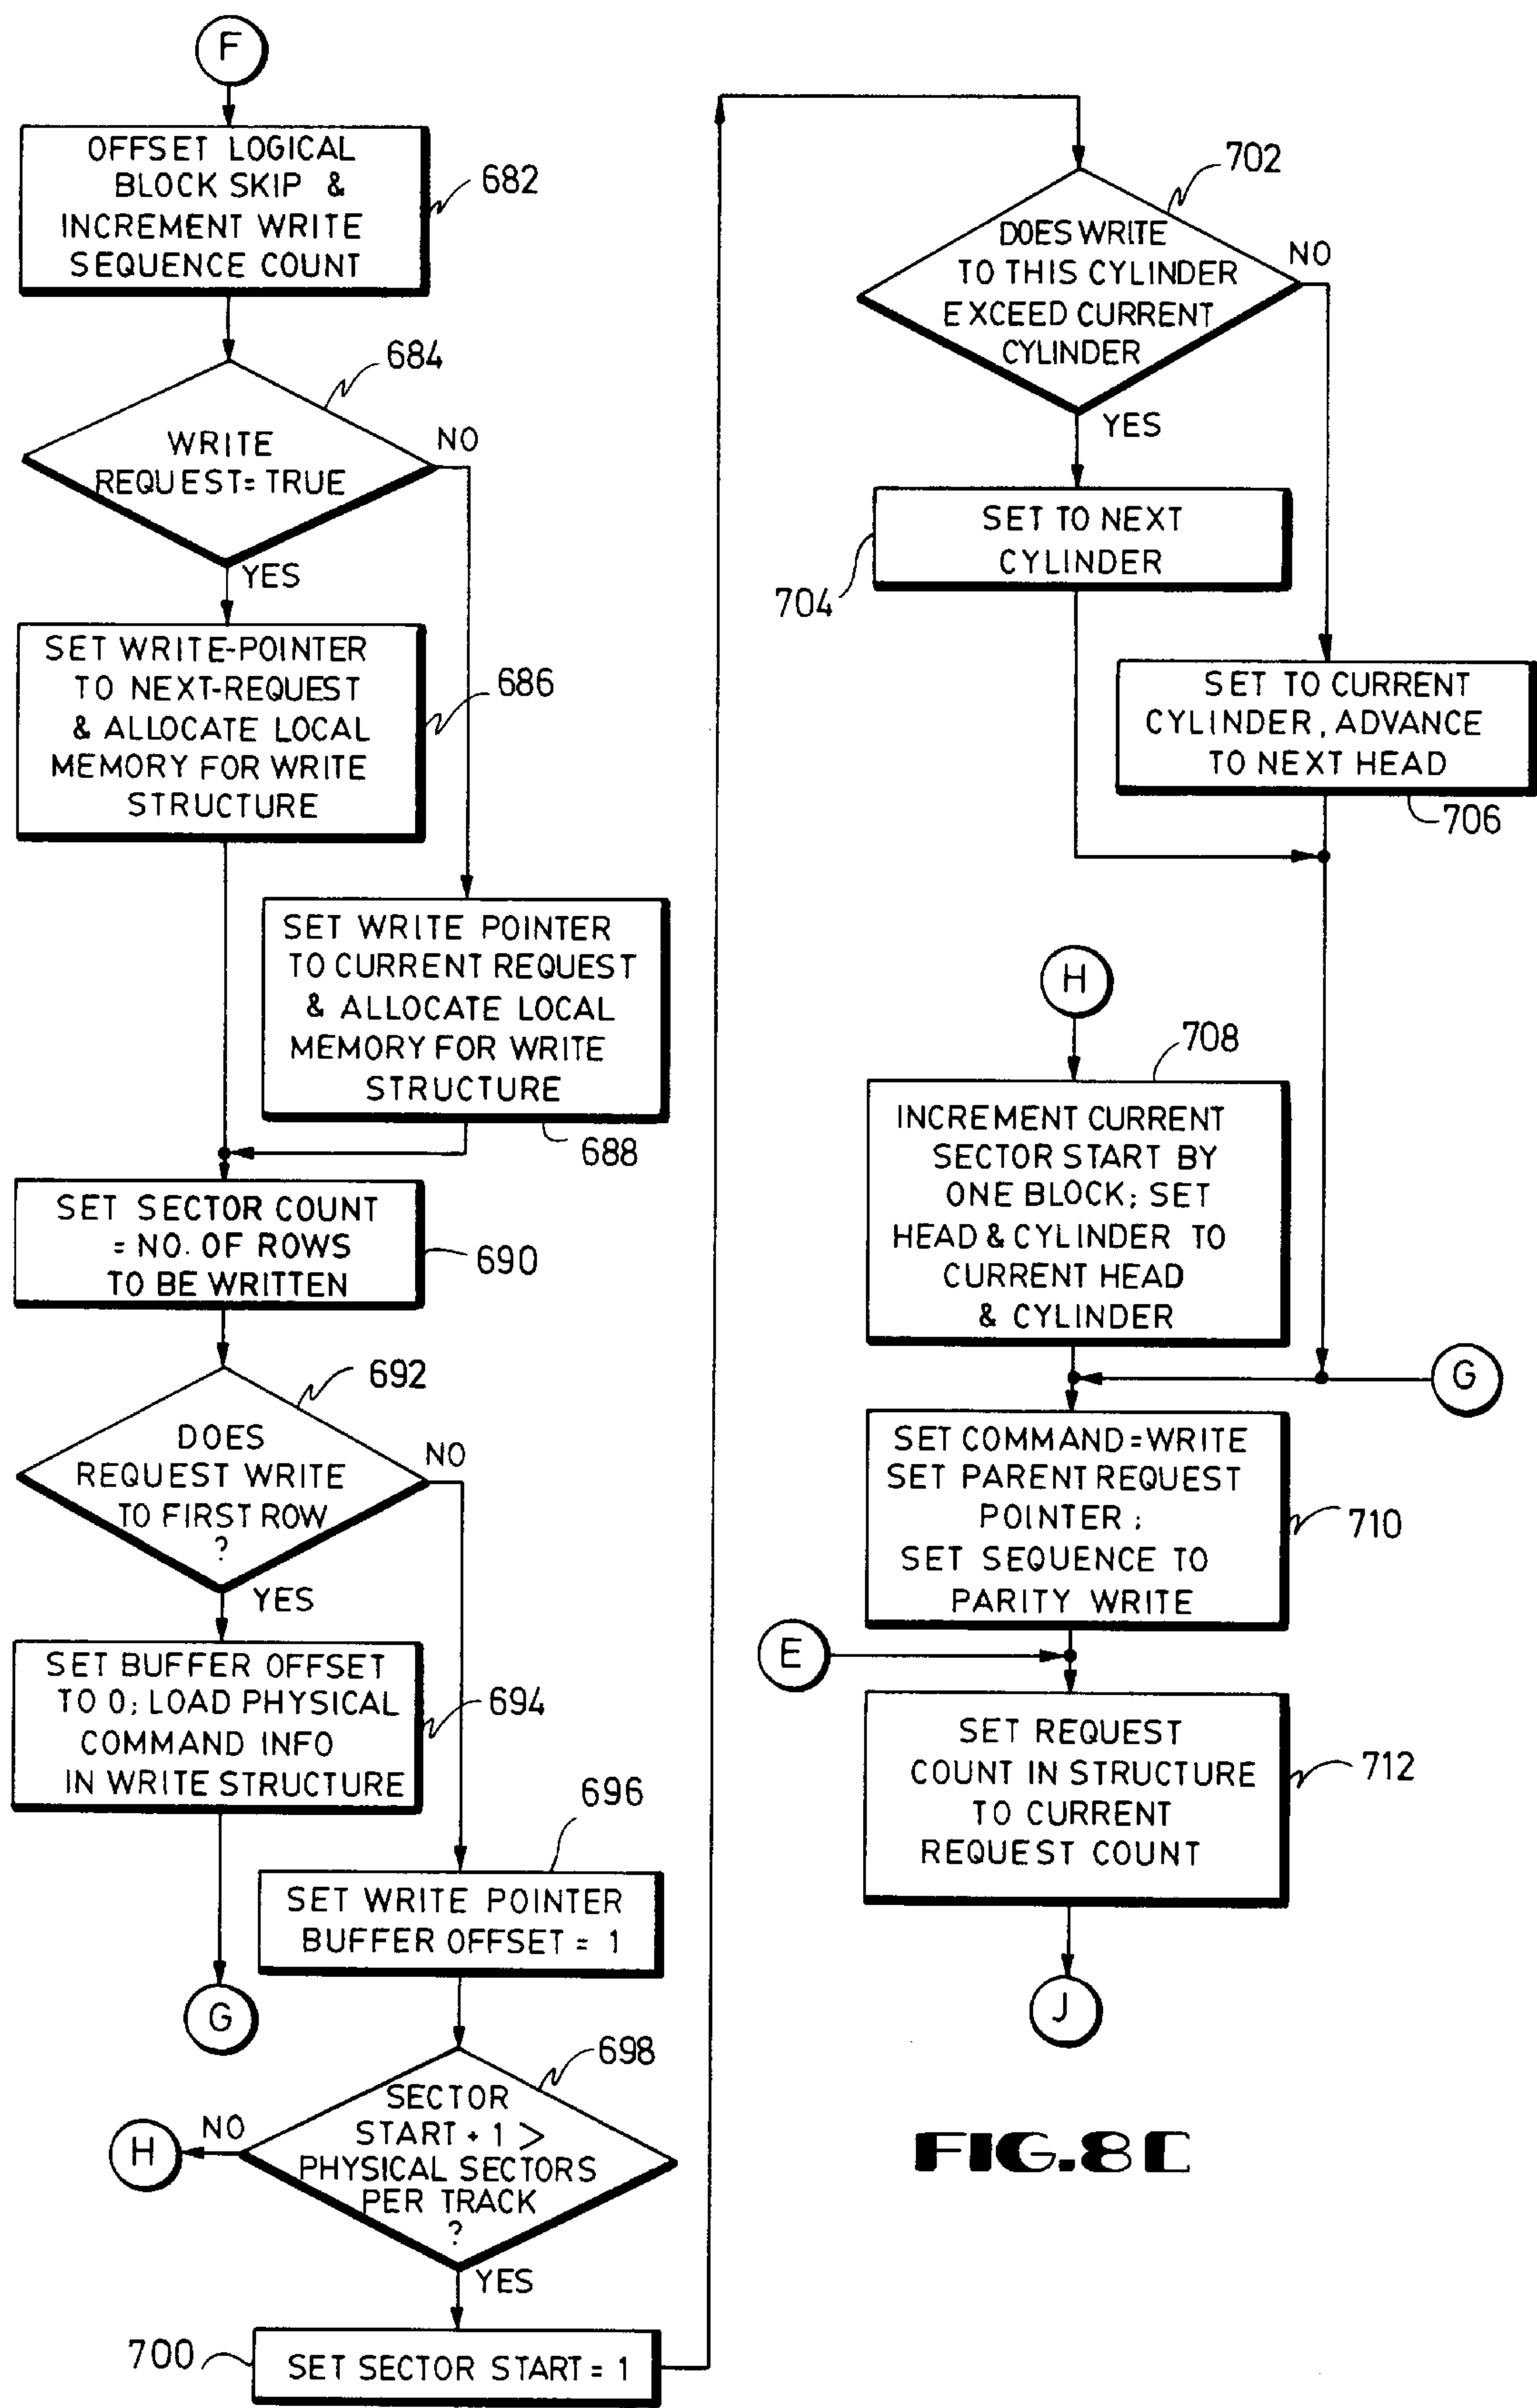 F
OFFSET LOGICAL
BLOCK SKIP &
INCREMENT WRITE
SEQUENCE COUNT
682
684
WRITE
REQUEST= TRUE
NO
YES
SET WRITE-POINTER
TO NEXT-REQUEST
& ALLOCATE LOCAL
MEMORY FOR WRITE
STRUCTURE
686
SET WRITE POINTER
TO CURRENT REQUEST
& ALLOCATE LOCAL
MEMORY FOR WRITE
STRUCTURE
688
SET SECTOR COUNT
= NO. OF ROWS
TO BE WRITTEN
690
692
DOES
REQUEST WRITE
TO FIRST ROW
?
NO
YES
SET BUFFER OFFSET
TO 0; LOAD PHYSICAL
COMMAND INFO
IN WRITE STRUCTURE
694
G
696
SET WRITE POINTER
BUFFER OFFSET = 1
698
SECTOR
START + 1 >
PHYSICAL SECTORS
PER TRACK
?
NO
H
YES
700
SET SECTOR START = 1
702
DOES WRITE
TO THIS CYLINDER
EXCEED CURRENT
CYLINDER
NO
YES
SET TO NEXT
CYLINDER
704
SET TO CURRENT
CYLINDER, ADVANCE
TO NEXT HEAD
706
H
708
INCREMENT CURRENT
SECTOR START BY
ONE BLOCK; SET
HEAD & CYLINDER TO
CURRENT HEAD
& CYLINDER
G
SET COMMAND=WRITE
SET PARENT REQUEST
POINTER;
SET SEQUENCE TO
PARITY WRITE
710
E
SET REQUEST
COUNT IN STRUCTURE
TO CURRENT
REQUEST COUNT
712
J
FIG.8C